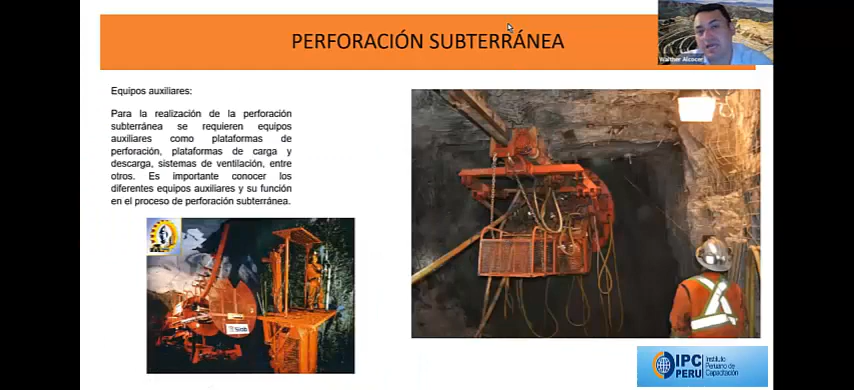 PERFORACIÓN SUBTERRÁNEA
Walther Alcocer
Equipos auxiliares:
Para la realización de la perforación
subterránea se requieren equipos
auxiliares como plataformas de
perforación, plataformas de carga y
descarga, sistemas de ventilación, entre
otros. Es importante conocer los
diferentes equipos auxiliares y su función
en el proceso de perforación subterránea.
IPC
PERU
Instituto
Peruano de
Capacitación